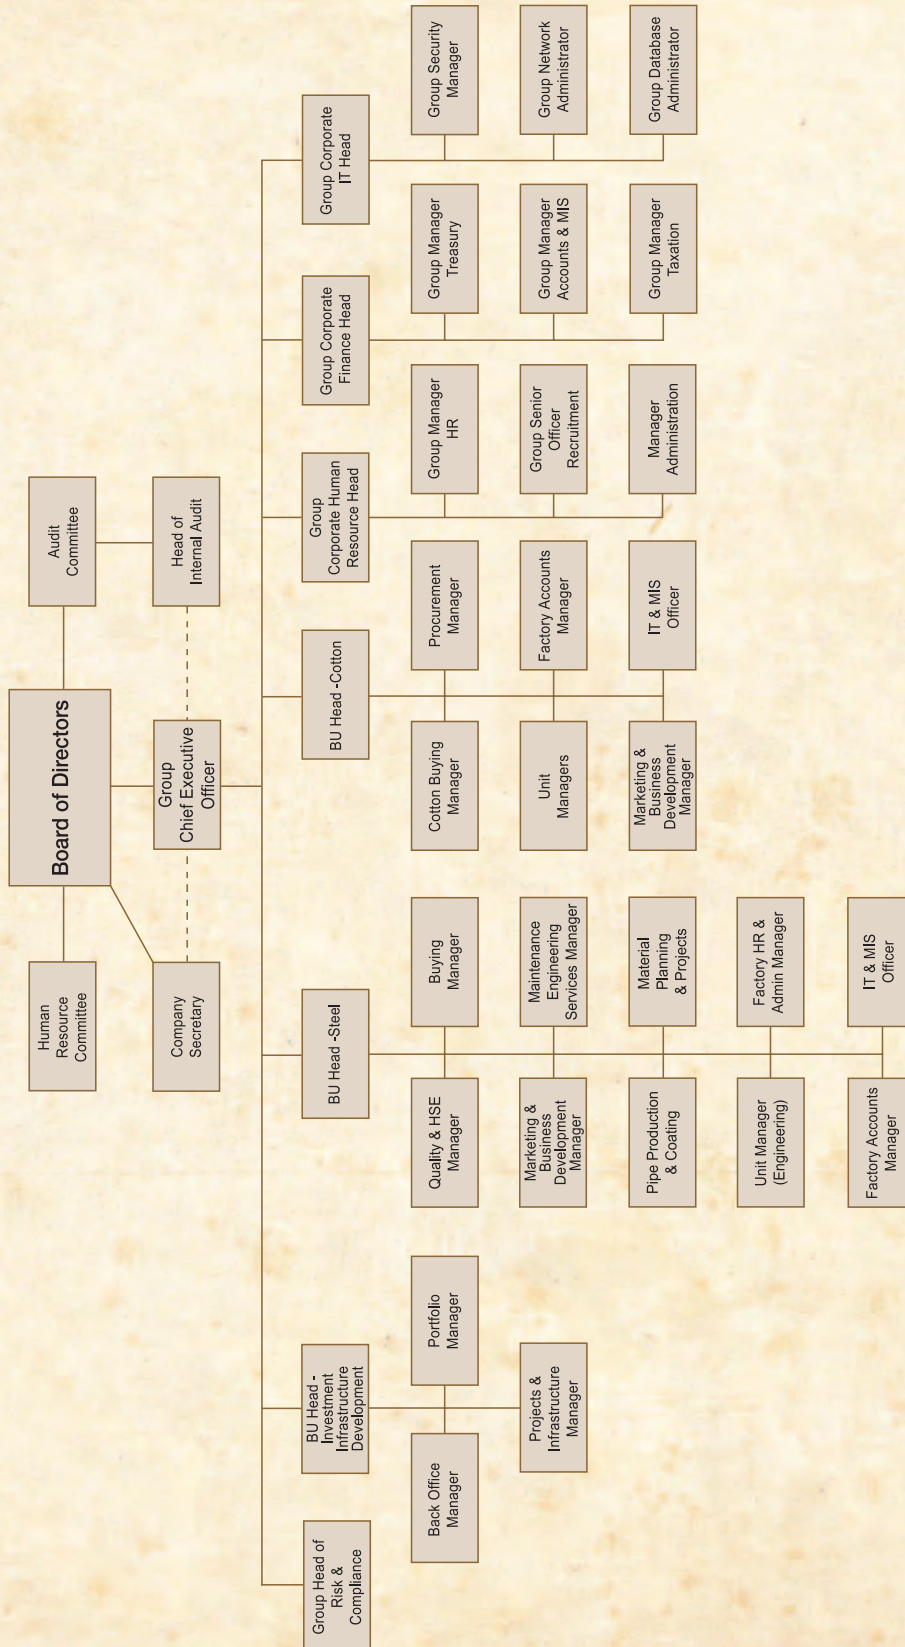 Board of Directors
Human
Resource
Committee
Audit
Committee
Company
Secretary
Group
Chief Executive
Officer
Head of
Internal Audit
Group Head of
Risk &
Compliance
BU Head -
Investment
Infrastructure
Development
BU Head -Steel
BU Head -Cotton
Group
Corporate Human
Resource Head
Group Corporate
Finance Head
Group Corporate
IT Head
Back Office
Manager
Portfolio
Manager
Projects &
Infrastructure
Manager
Quality & HSE
Manager
Buying
Manager
Marketing &
Business
Development
Manager
Maintenance
Engineering
Services Manager
Pipe Production
& Coating
Material
Planning
& Projects
Unit Manager
(Engineering)
Factory HR &
Admin Manager
Factory Accounts
Manager
IT & MIS
Officer
Cotton Buying
Manager
Procurement
Manager
Unit
Managers
Factory Accounts
Manager
Marketing &
Business
Development
Manager
IT & MIS
Officer
Group Manager
HR
Group Senior
Officer
Recruitment
Manager
Administration
Group Manager
Treasury
Group Manager
Accounts & MIS
Group Manager
Taxation
Group Security
Manager
Group Network
Administrator
Group Database
Administrator